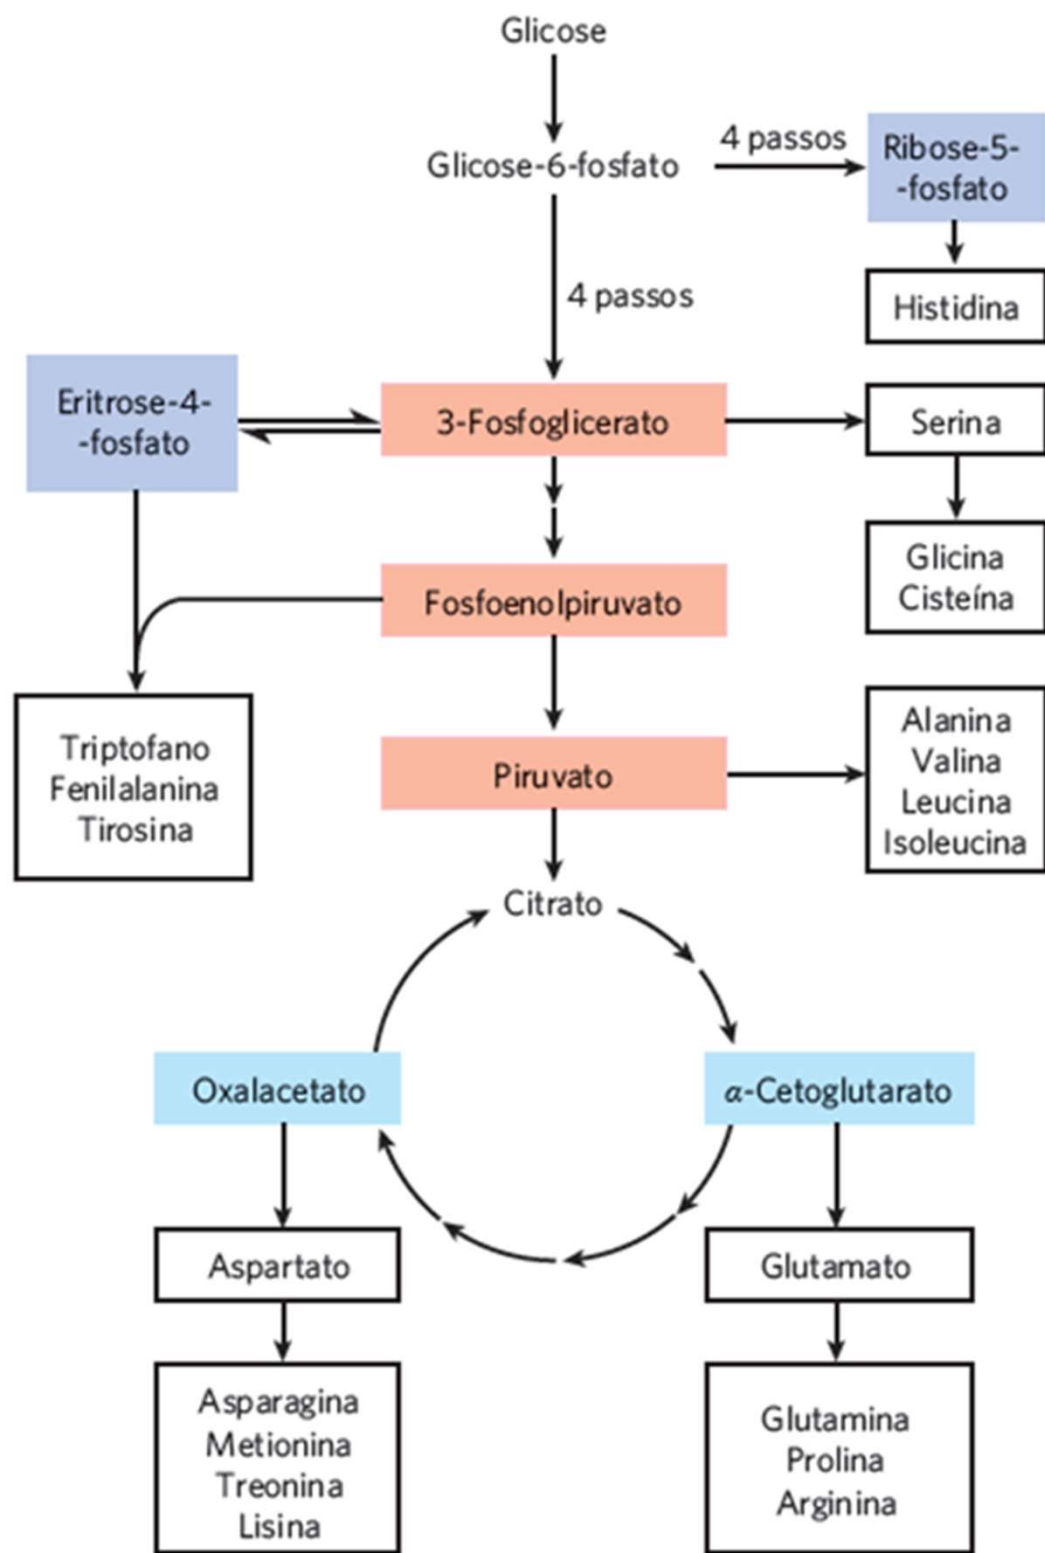 Glicose
4 passos
Glicose-6-fosfato
Ribose-5-
-fosfato
4 passos
Histidina
Eritrose-4-
-fosfato
3-Fosfoglicerato
Serina
Glicina
Cisteína
Fosfoenolpiruvato
Triptofano
Fenilalanina
Tirosina
Piruvato
Alanina
Valina
Leucina
Isoleucina
Citrato
Oxalacetato
α-Cetoglutarato
Aspartato
Glutamato
Asparagina
Metionina
Treonina
Lisina
Glutamina
Prolina
Arginina